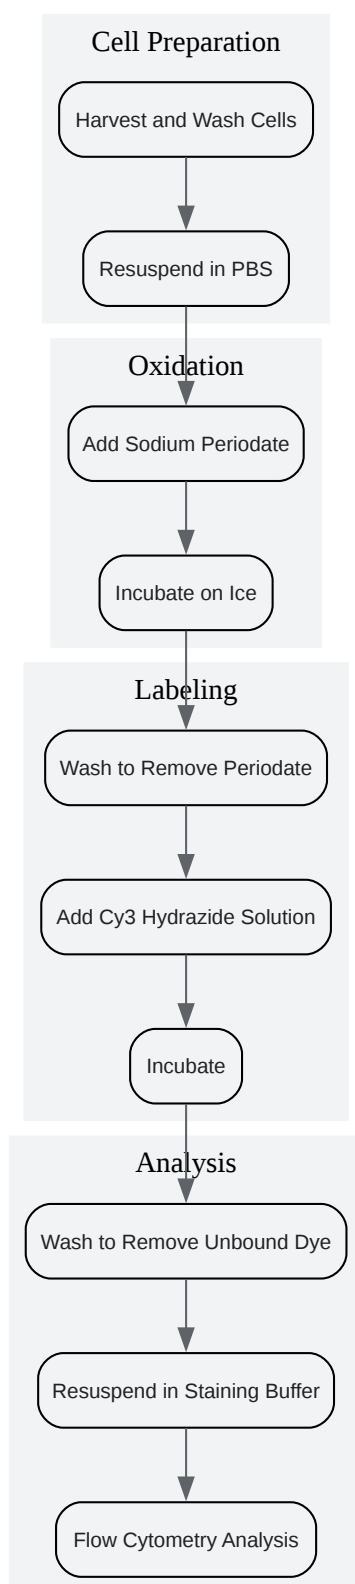 Cell Preparation
Harvest and Wash Cells
Resuspend in PBS
Oxidation
Add Sodium Periodate
Incubate on Ice
Labeling
Wash to Remove Periodate
Add Cy3 Hydrazide Solution
Incubate
Analysis
Wash to Remove Unbound Dye
Resuspend in Staining Buffer
Flow Cytometry Analysis